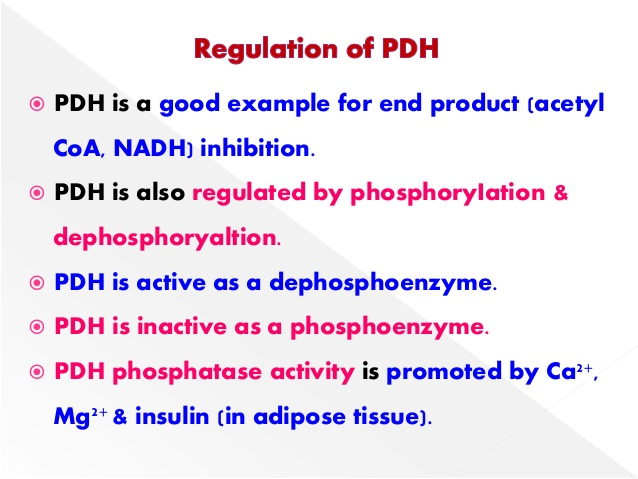 Regulation of PDH
PDH is a good example for end product (acetyl
CoA, NADH) inhibition.
PDH is also regulated by phosphorylation &
dephosphoryaltion.
PDH is active as a dephosphoenzyme.
PDH is inactive as a phosphoenzyme.
PDH phosphatase activity is promoted by Ca²⁺,
Mg²⁺ & insulin (in adipose tissue).